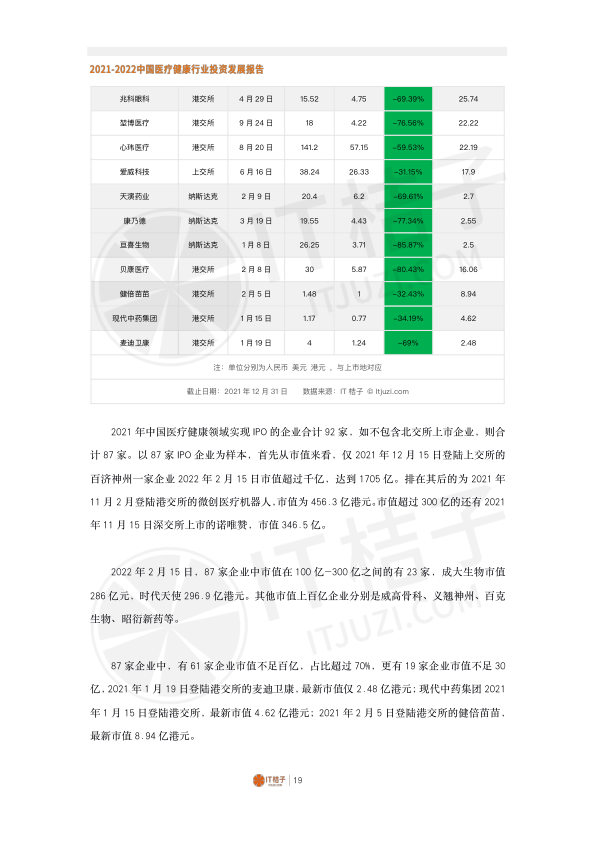 2021-2022中国医疗健康行业投资发展报告
兆科眼科 港交所 4 月 29 日 15.52 4.75 -69.39% 25.74
堃博医疗 港交所 9 月 24 日 18 4.22 -76.56% 22.22
心玮医疗 港交所 8 月 20 日 141.2 57.15 -59.53% 22.19
爱威科技 上交所 6 月 16 日 38.24 26.33 -31.15% 17.9
天演药业 纳斯达克 2 月 9 日 20.4 6.2 -69.61% 2.7
康乃德 纳斯达克 3 月 19 日 19.55 4.43 -77.34% 2.55
亘喜生物 纳斯达克 1 月 8 日 26.25 3.71 -85.87% 2.5
贝康医疗 港交所 2 月 8 日 30 5.87 -80.43% 16.06
健倍苗苗 港交所 2 月 5 日 1.48 1 -32.43% 8.94
现代中药集团 港交所 1 月 15 日 1.17 0.77 -34.19% 4.62
麦迪卫康 港交所 1 月 19 日 4 1.24 -69% 2.48
注：单位分别为人民币 美元 港元 ，与上市地对应
截止日期：2021 年 12 月 31 日 数据来源：IT 桔子 © Itjuzi.com
2021 年中国医疗健康领域实现 IPO 的企业合计 92 家，如不包含北交所上市企业，则合
计 87 家。以 87 家 IPO 企业为样本，首先从市值来看，仅 2021 年 12 月 15 日登陆上交所的
百济神州一家企业 2022 年 2 月 15 日市值超过千亿，达到 1705 亿。排在其后的为 2021 年
11 月 2 月登陆港交所的微创医疗机器人，市值为 456.3 亿港元。市值超过 300 亿的还有 2021
年 11 月 15 日深交所上市的诺唯赞，市值 346.5 亿。
2022 年 2 月 15 日，87 家企业中市值在 100 亿—300 亿之间的有 23 家，成大生物市值
286 亿元，时代天使 296.9 亿港元。其他市值上百亿企业分别是威高骨科、义翘神州、百克
生物、昭衍新药等。
87 家企业中，有 61 家企业市值不足百亿，占比超过 70%，更有 19 家企业市值不足 30
亿，2021 年 1 月 19 日登陆港交所的麦迪卫康，最新市值仅 2.48 亿港元；现代中药集团 2021
年 1 月 15 日登陆港交所，最新市值 4.62 亿港元；2021 年 2 月 5 日登陆港交所的健倍苗苗，
最新市值 8.94 亿港元。
IT桔子
ITJUZI.COM
IT桔子
ITJUZI.COM
IT桔子 19